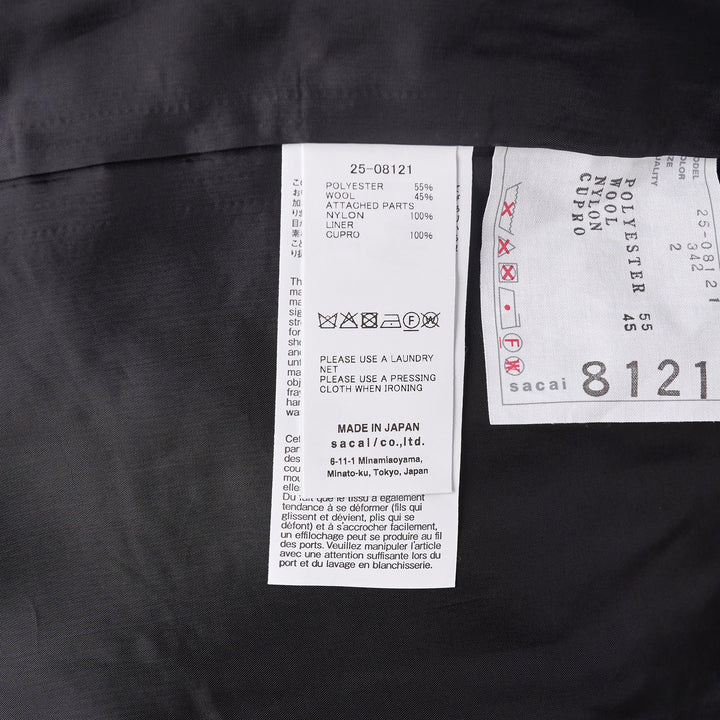 25-08121
POLYESTER 55%
WOOL 45%
ATTACHED PARTS
NYLON 100%
LINER
CUPRO 100%
PLEASE USE A LAUNDRY
NET
PLEASE USE A PRESSING
CLOTH WHEN IRONING
MADE IN JAPAN
sacai/co.,ltd.
6-11-1 Minamiaoyama,
Minato-ku, Tokyo, Japan
Du fait que le tissu a également
tendance à se déformer (fils qui
glissent et dévient, plis qui se
défont) et à s'accrocher facilement,
un effilochage peut se produire au fil
des ports. Veuillez manipuler l'article
avec une attention suffisante lors du
port et du lavage en blanchisserie.
25-08121
342
2
POLYESTER 55
WOOL 45
NYLON
CUPRO
sacai 8121